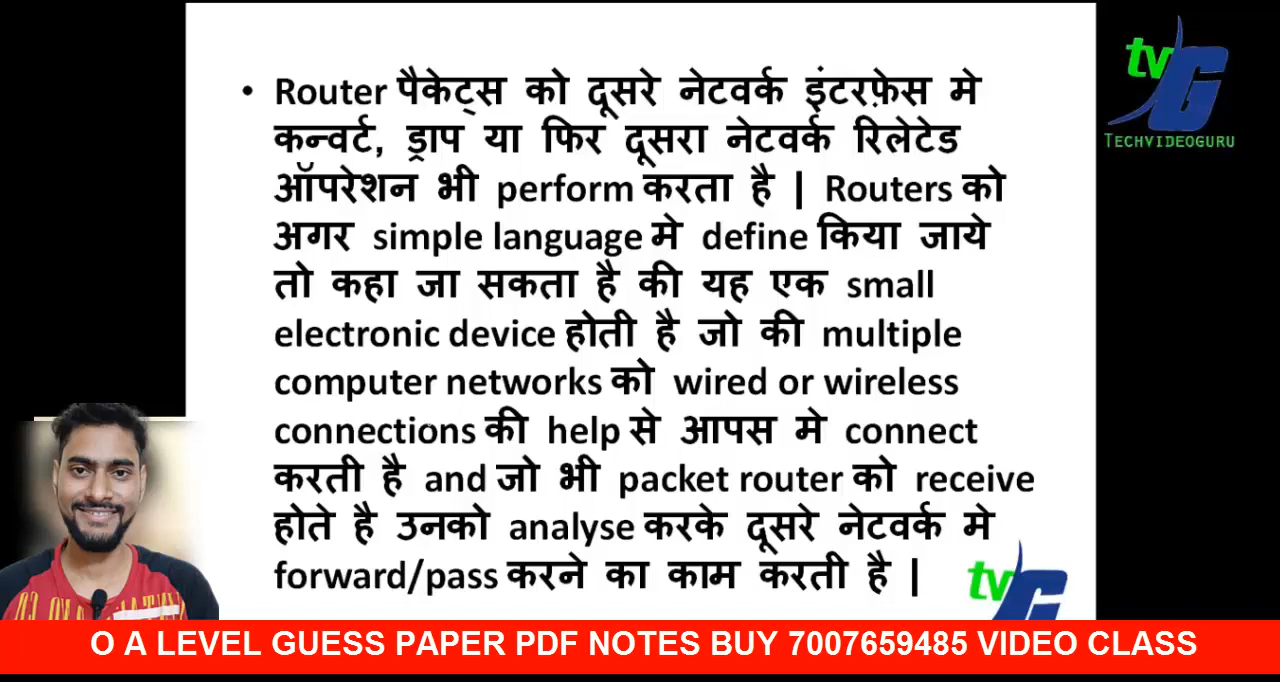 • Router पैकेट्स को दूसरे नेटवर्क इंटरफ़ेस मे
कन्वर्ट, ड्राप या फिर दूसरा नेटवर्क रिलेटेड
ऑपरेशन भी perform करता है | Routers को
अगर simple language मे define किया जाये
तो कहा जा सकता है की यह एक small
electronic device होती है जो की multiple
computer networks को wired or wireless
connections की help से आपस मे connect
करती है and जो भी packet router को receive
होते है उनको analyse करके दूसरे नेटवर्क मे
forward/pass करने का काम करती है |
tvG
TECHVIDEOGURU
tvG
O A LEVEL GUESS PAPER PDF NOTES BUY 7007659485 VIDEO CLASS